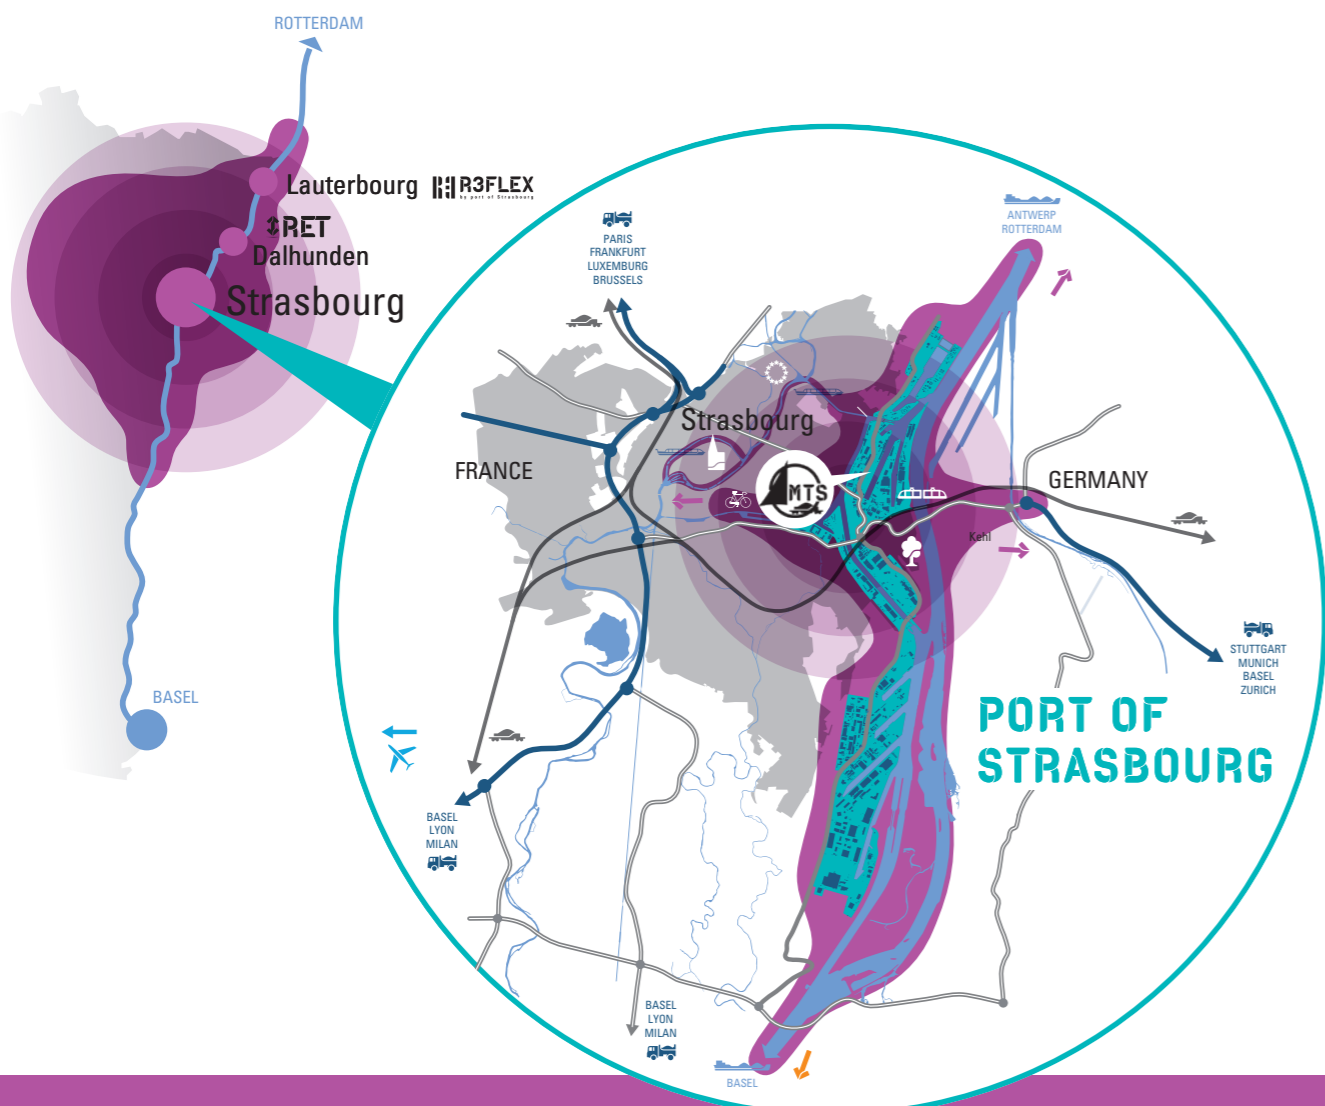 ROTTERDAM
Lauterbourg
R3FLEX
by port of Strasbourg
RET
Dalhunden
Strasbourg
BASEL
PARIS
FRANKFURT
LUXEMBURG
BRUSSELS
ANTWERP
ROTTERDAM
Strasbourg
FRANCE
MTS
GERMANY
Kehl
STUTTGART
MUNICH
BASEL
ZURICH
PORT OF
STRASBOURG
BASEL
LYON
MILAN
BASEL
LYON
MILAN
BASEL